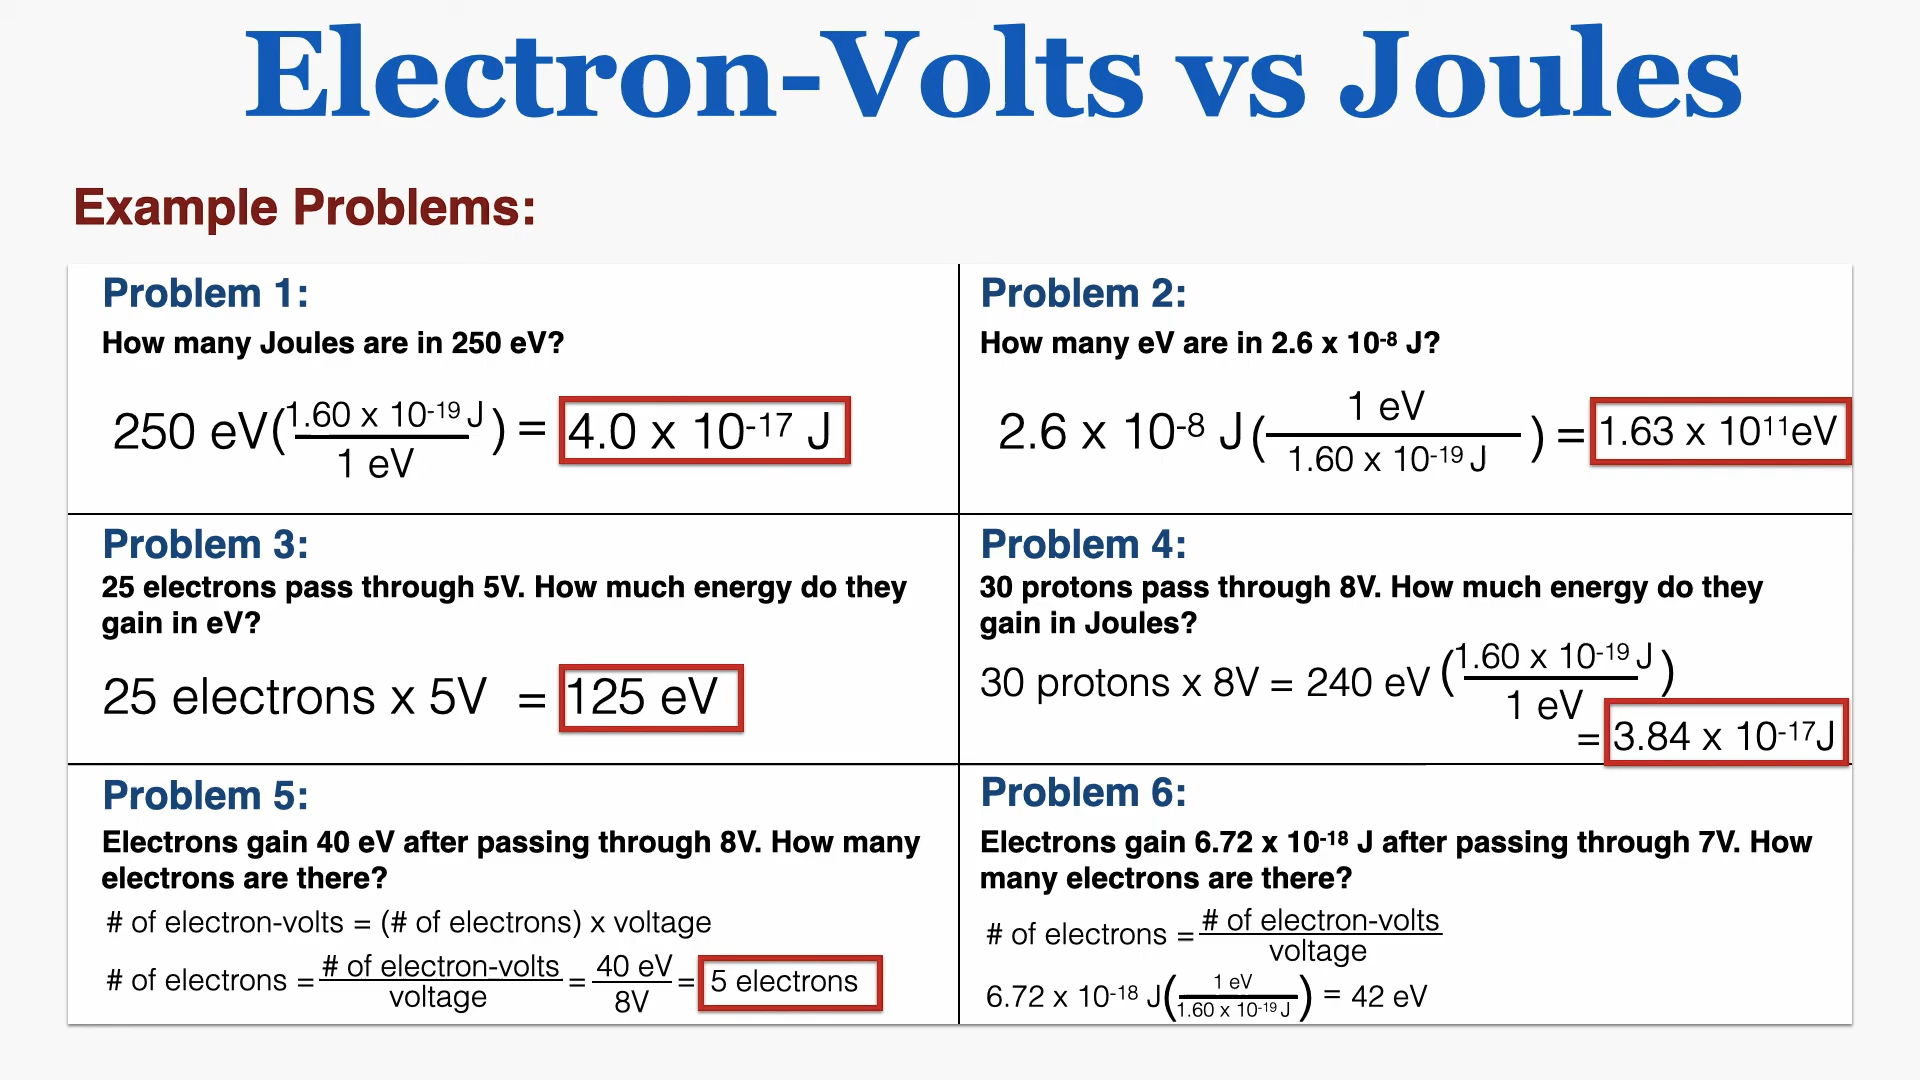 Electron-Volts vs Joules
Example Problems:
Problem 1:
How many Joules are in 250 eV?
250 eV(1.60 x 10⁻¹⁹ J / 1 eV) = 4.0 x 10⁻¹⁷ J
Problem 2:
How many eV are in 2.6 x 10⁻⁸ J?
2.6 x 10⁻⁸ J(1 eV / 1.60 x 10⁻¹⁹ J) = 1.63 x 10¹¹eV
Problem 3:
25 electrons pass through 5V. How much energy do they
gain in eV?
25 electrons x 5V = 125 eV
Problem 4:
30 protons pass through 8V. How much energy do they
gain in Joules?
30 protons x 8V = 240 eV (1.60 x 10⁻¹⁹ J / 1 eV)
= 3.84 x 10⁻¹⁷J
Problem 5:
Electrons gain 40 eV after passing through 8V. How many
electrons are there?
# of electron-volts = (# of electrons) x voltage
# of electrons = # of electron-volts / voltage = 40 eV / 8V = 5 electrons
Problem 6:
Electrons gain 6.72 x 10⁻¹⁸ J after passing through 7V. How
many electrons are there?
# of electrons = # of electron-volts / voltage
6.72 x 10⁻¹⁸ J(1 eV / 1.60 x 10⁻¹⁹ J) = 42 eV